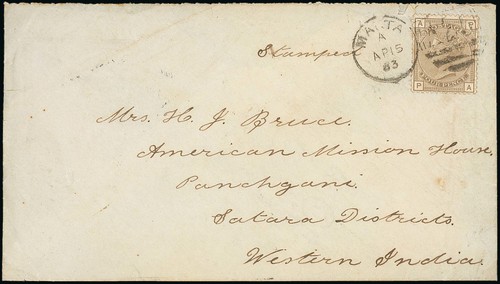 Stamped
MALTA
A
AP 15
83
A P
P A
Mrs. H. J. Bruce.
American Mission House.
Panchgani.
Satara Districts.
Western India.